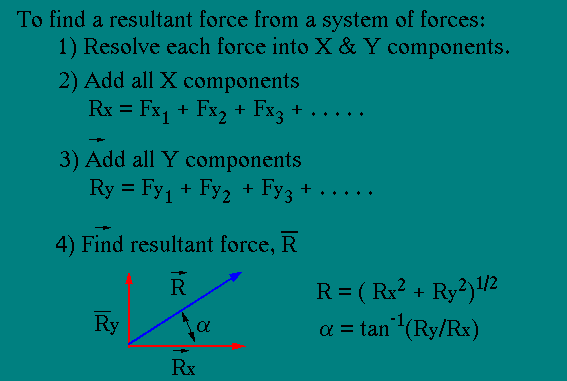 To find a resultant force from a system of forces:
1) Resolve each force into X & Y components.
2) Add all X components
Rx = Fx₁ + Fx₂ + Fx₃ + . . . . .
3) Add all Y components
Ry = Fy₁ + Fy₂ + Fy₃ + . . . . .
4) Find resultant force, R̅
R⃗
R = ( Rx² + Ry²)¹/²
R̅y
α
α = tan⁻¹(Ry/Rx)
R⃗x